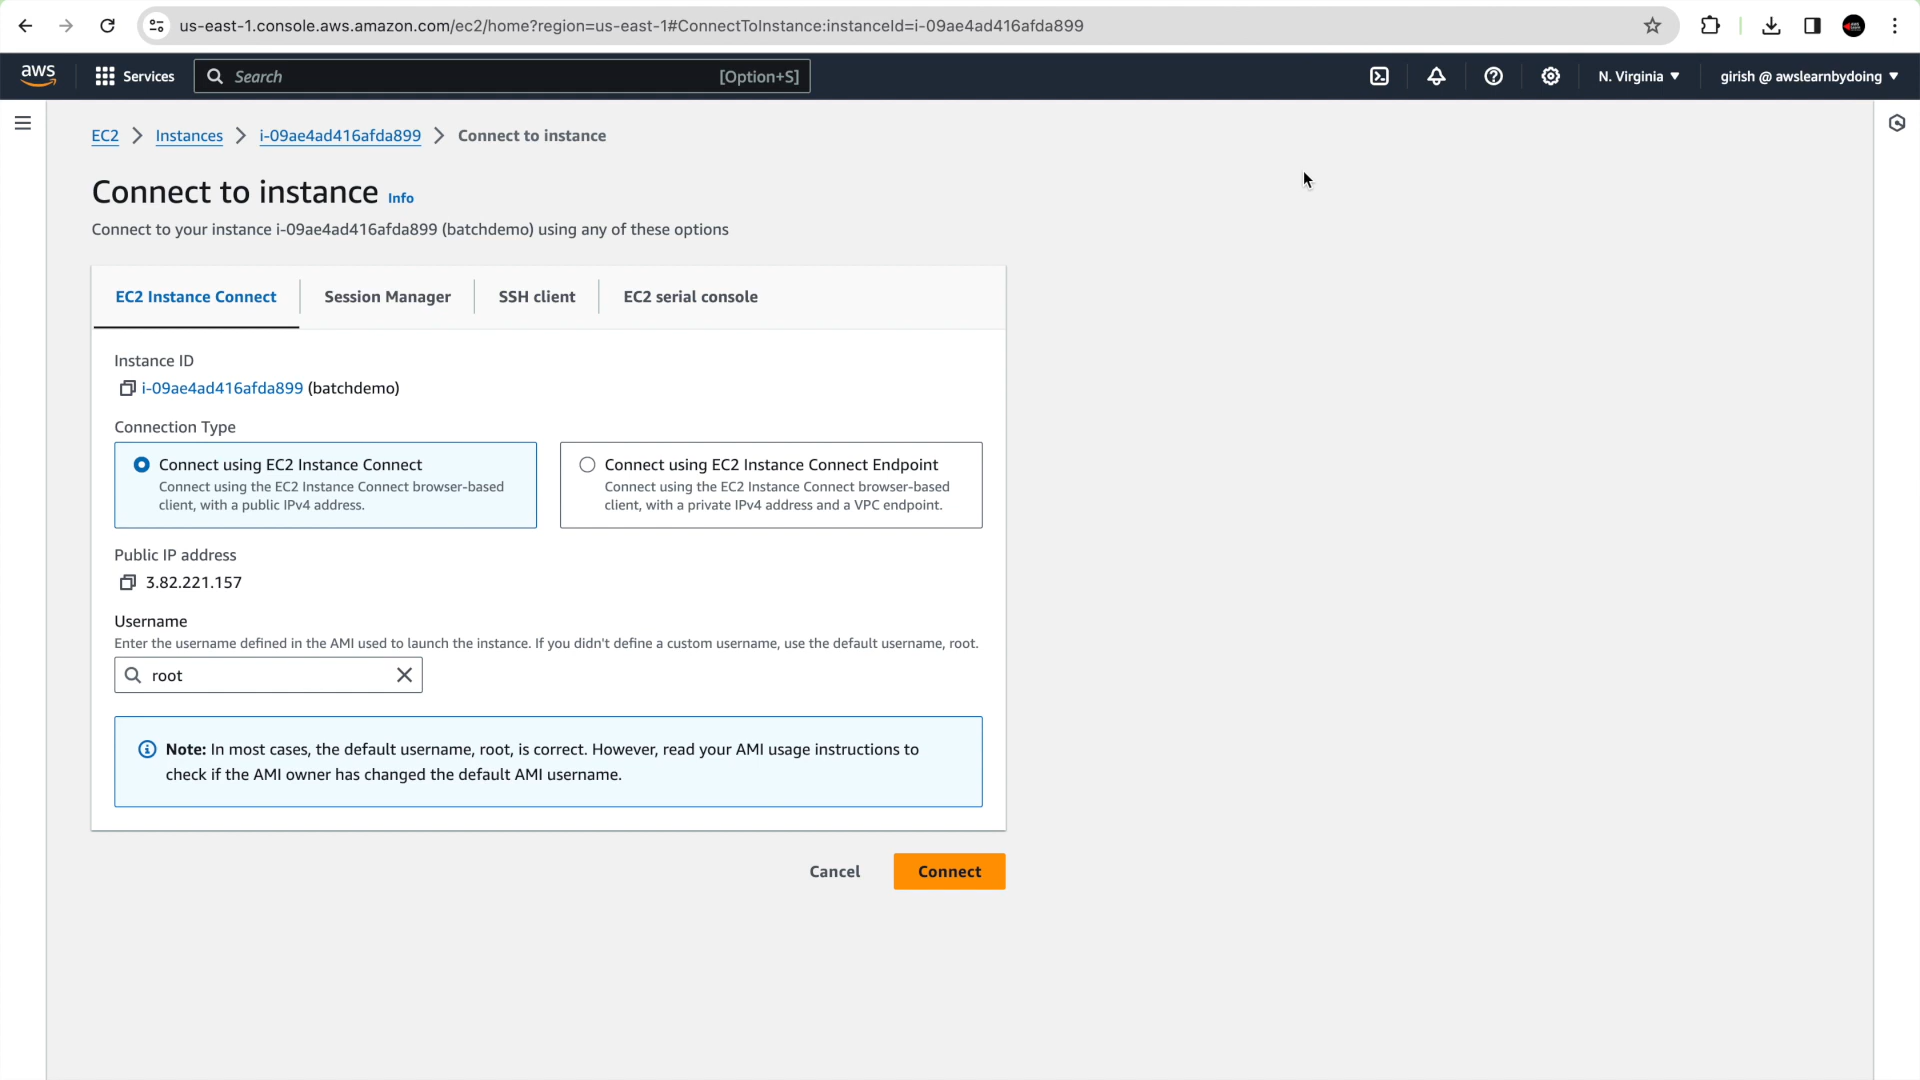 us-east-1.console.aws.amazon.com/ec2/home?region=us-east-1#ConnectToInstance:instanceId=i-09ae4ad416afda899
aws Services Search [Option+S] N. Virginia ▼ girish @ awslearnbydoing ▼
EC2 > Instances > i-09ae4ad416afda899 > Connect to instance
Connect to instance Info
Connect to your instance i-09ae4ad416afda899 (batchdemo) using any of these options
EC2 Instance Connect Session Manager SSH client EC2 serial console
Instance ID
i-09ae4ad416afda899 (batchdemo)
Connection Type
Connect using EC2 Instance Connect
Connect using the EC2 Instance Connect browser-based
client, with a public IPv4 address.
Connect using EC2 Instance Connect Endpoint
Connect using the EC2 Instance Connect browser-based
client, with a private IPv4 address and a VPC endpoint.
Public IP address
3.82.221.157
Username
Enter the username defined in the AMI used to launch the instance. If you didn't define a custom username, use the default username, root.
root
Note: In most cases, the default username, root, is correct. However, read your AMI usage instructions to
check if the AMI owner has changed the default AMI username.
Cancel Connect